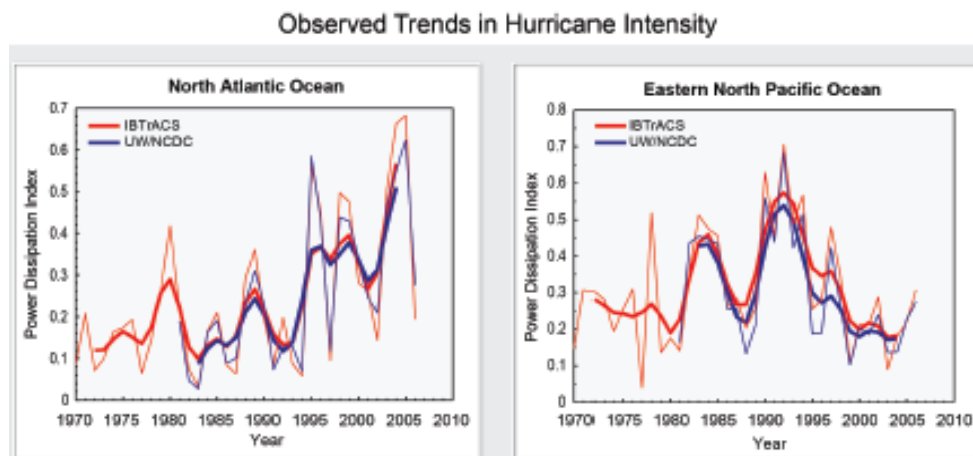 Observed Trends in Hurricane Intensity
North Atlantic Ocean
0.7
0.6
0.5
0.4
0.3
0.2
0.1
0
Power Dissipation Index
IBTrACS
UW/NCDC
1970 1975 1980 1985 1990 1995 2000 2005 2010
Year
Eastern North Pacific Ocean
0.8
0.7
0.6
0.5
0.4
0.3
0.2
0.1
0
Power Dissipation Index
IBTrACS
UW/NCDC
1970 1975 1980 1985 1990 1995 2000 2005 2010
Year